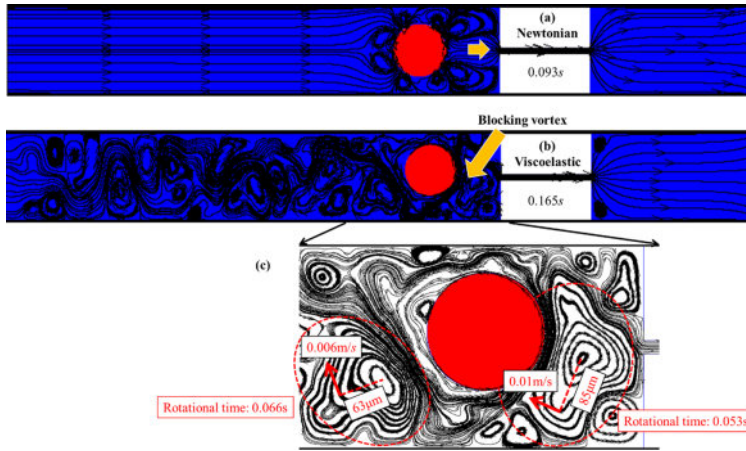 (a)
Newtonian
0.093s
Blocking vortex
(b)
Viscoelastic
0.165s
(c)
0.006m/s
63μm
Rotational time: 0.066s
0.01m/s
85μm
Rotational time: 0.053s